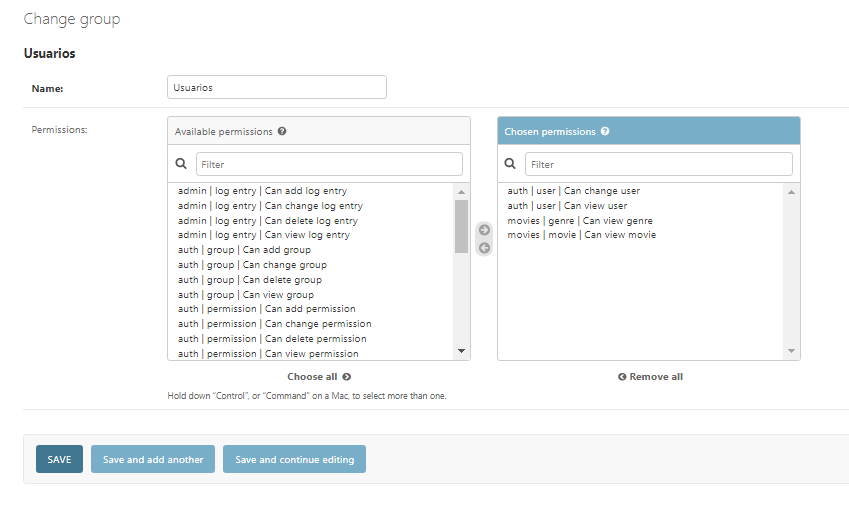 Change group
Usuarios
Name:
Usuarios
Permissions:
Available permissions ?
Filter
admin | log entry | Can add log entry
admin | log entry | Can change log entry
admin | log entry | Can delete log entry
admin | log entry | Can view log entry
auth | group | Can add group
auth | group | Can change group
auth | group | Can delete group
auth | group | Can view group
auth | permission | Can add permission
auth | permission | Can change permission
auth | permission | Can delete permission
auth | permission | Can view permission
Choose all
Hold down "Control", or "Command" on a Mac, to select more than one.
Chosen permissions ?
Filter
auth | user | Can change user
auth | user | Can view user
movies | genre | Can view genre
movies | movie | Can view movie
Remove all
SAVE
Save and add another
Save and continue editing